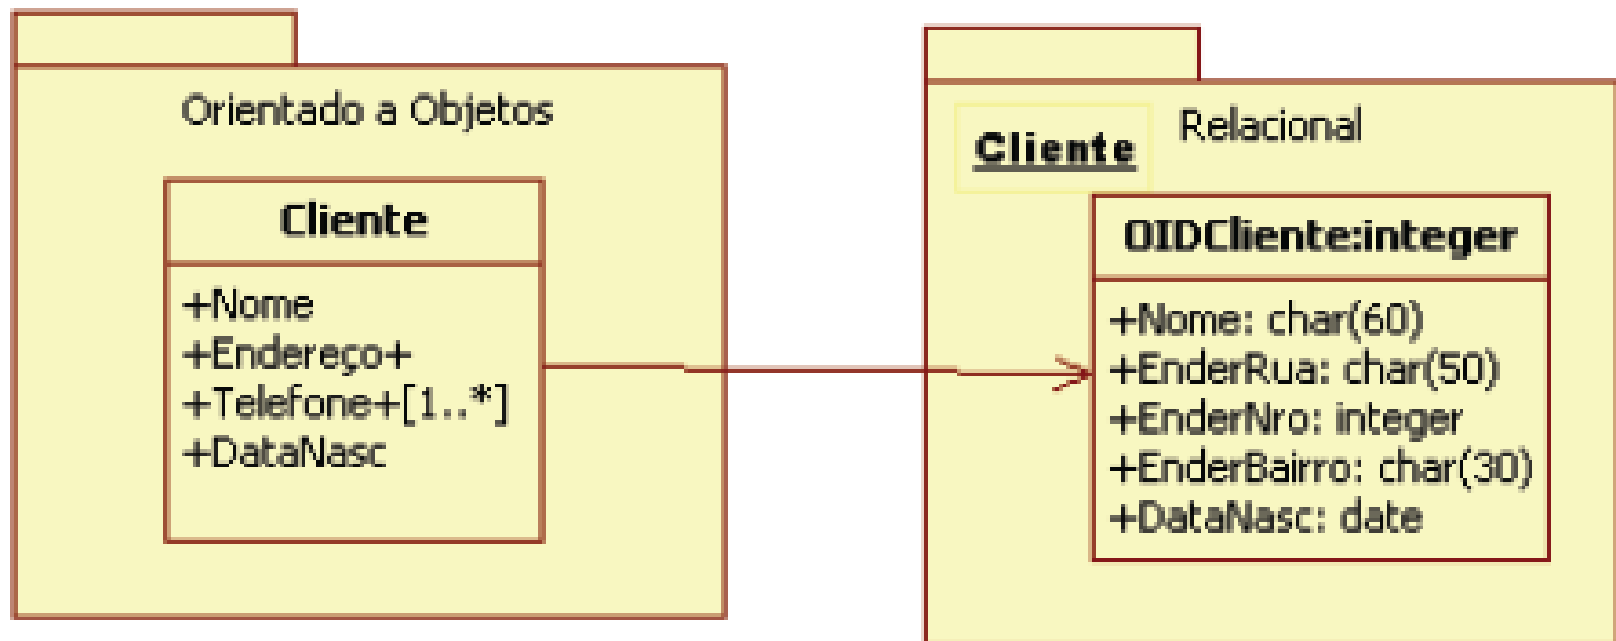 Orientado a Objetos
Cliente
+Nome
+Endereço+
+Telefone+[1..*]
+DataNasc
Relacional
Cliente
OIDCliente:integer
+Nome: char(60)
+EnderRua: char(50)
+EnderNro: integer
+EnderBairro: char(30)
+DataNasc: date